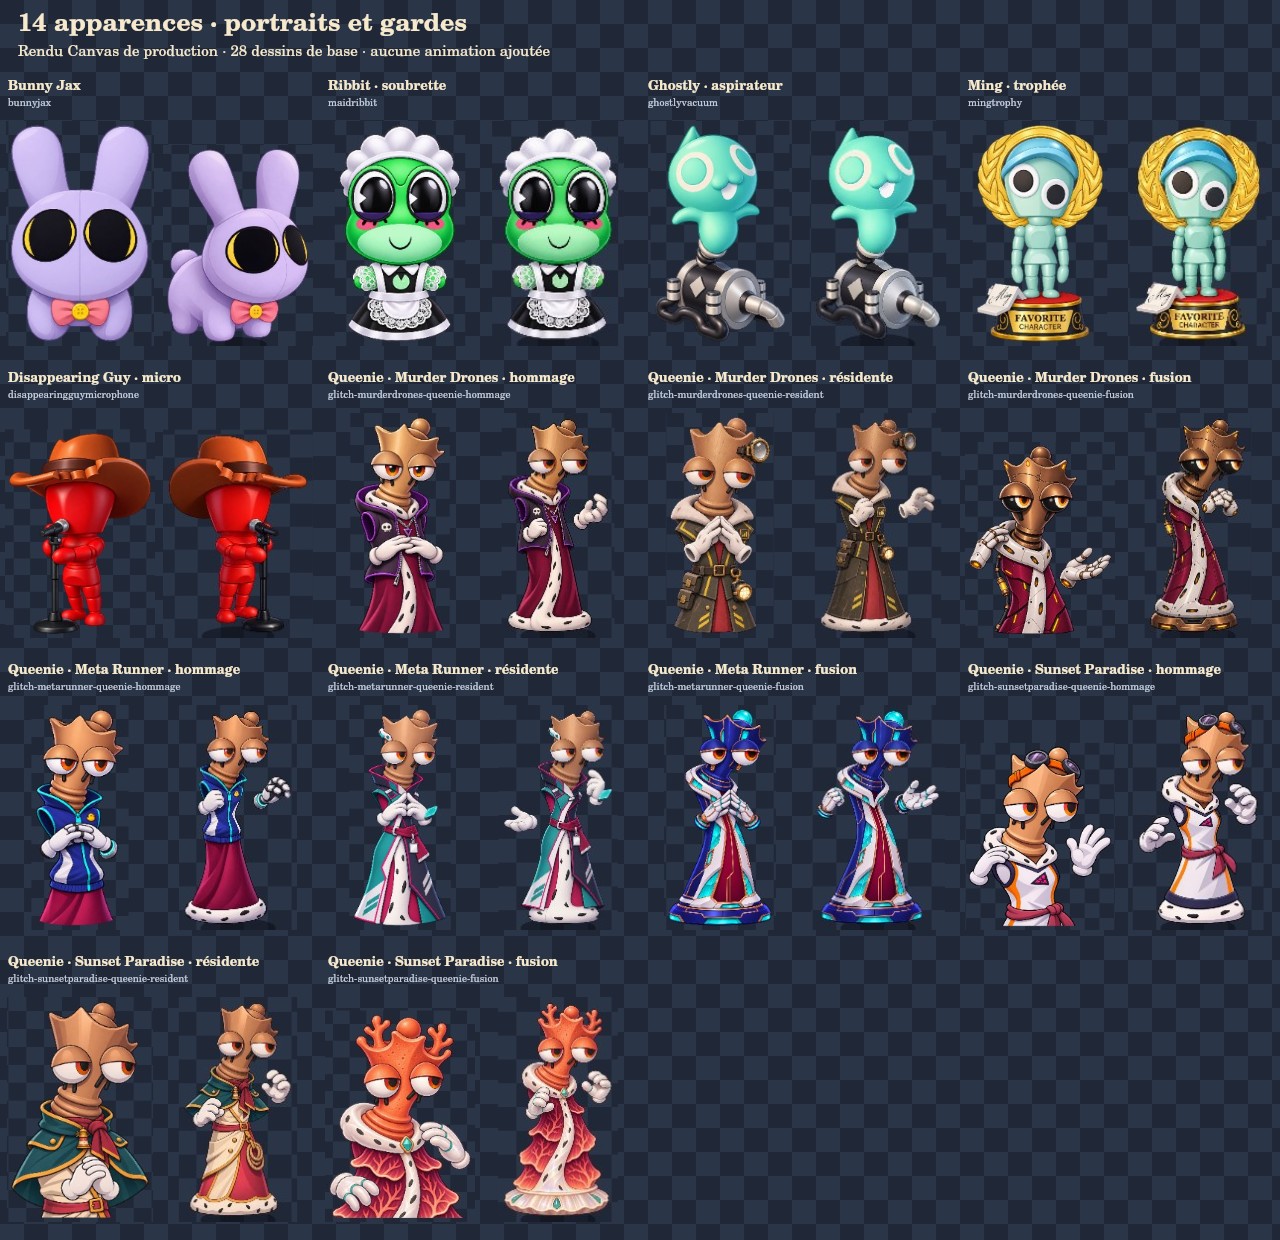 14 apparences · portraits et gardes
Rendu Canvas de production · 28 dessins de base · aucune animation ajoutée
Bunny Jax
bunnyjax
Ribbit · soubrette
maidribbit
Ghostly · aspirateur
ghostlyvacuum
Ming · trophée
mingtrophy
Ming
FAVORITE
CHARACTER
Ming
FAVORITE
CHARACTER
Disappearing Guy · micro
disappearingguymicrophone
Queenie · Murder Drones · hommage
glitch-murderdrones-queenie-hommage
Queenie · Murder Drones · résidente
glitch-murderdrones-queenie-resident
Queenie · Murder Drones · fusion
glitch-murderdrones-queenie-fusion
Queenie · Meta Runner · hommage
glitch-metarunner-queenie-hommage
Queenie · Meta Runner · résidente
glitch-metarunner-queenie-resident
Queenie · Meta Runner · fusion
glitch-metarunner-queenie-fusion
Queenie · Sunset Paradise · hommage
glitch-sunsetparadise-queenie-hommage
Queenie · Sunset Paradise · résidente
glitch-sunsetparadise-queenie-resident
Queenie · Sunset Paradise · fusion
glitch-sunsetparadise-queenie-fusion